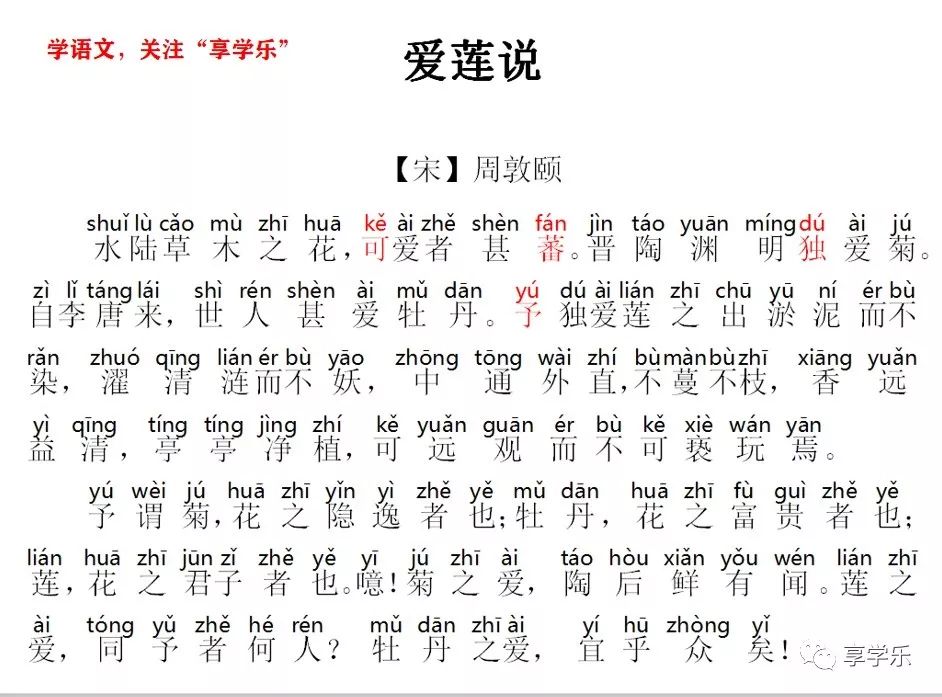 学语文，关注“享学乐”
爱莲说
【宋】周敦颐
shuǐ lù cǎo mù zhī huā kě ài zhě shèn fán jìn táo yuān míng dú ài jú
水陆草木之花，可爱者甚蕃。晋陶渊明独爱菊。
zì lǐ táng lái shì rén shèn ài mǔ dān yú dú ài lián zhī chū yū ní ér bù
自李唐来，世人甚爱牡丹。予独爱莲之出淤泥而不
rǎn zhuó qīng lián ér bù yāo zhōng tōng wài zhí bù màn bù zhī xiāng yuǎn
染，濯清涟而不妖，中通外直，不蔓不枝，香远
yì qīng tíng tíng jìng zhí kě yuǎn guān ér bù kě xiè wán yān
益清，亭亭净植，可远观而不可亵玩焉。
yú wèi jú huā zhī yǐn yì zhě yě mǔ dān huā zhī fù guì zhě yě
予谓菊，花之隐逸者也；牡丹，花之富贵者也；
lián huā zhī jūn zǐ zhě yě yī jú zhī ài táo hòu xiǎn yǒu wén lián zhī
莲，花之君子者也。噫！菊之爱，陶后鲜有闻。莲之
ài tóng yǔ zhě hé rén mǔ dān zhī ài yí hū zhòng yǐ
爱，同予者何人？牡丹之爱，宜乎众矣！
享学乐